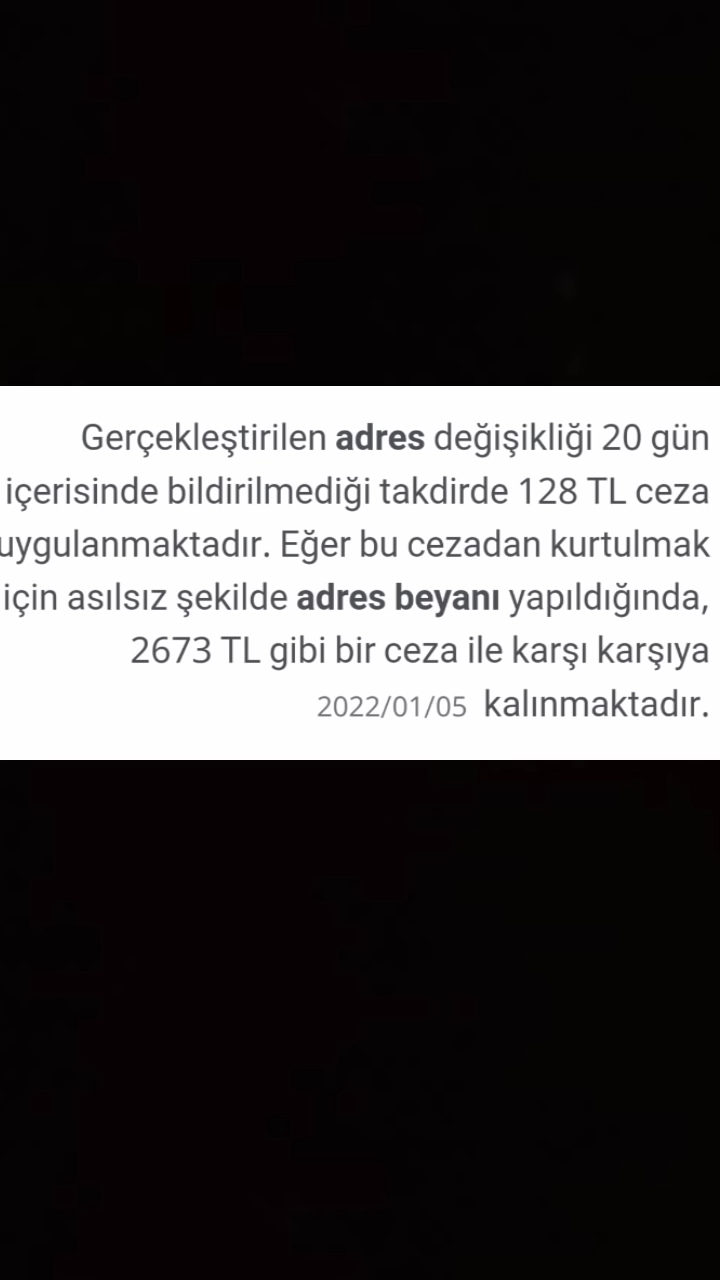 Gerçekleştirilen adres değişikliği 20 gün
içerisinde bildirilmediği takdirde 128 TL ceza
uygulanmaktadır. Eğer bu cezadan kurtulmak
için asılsız şekilde adres beyanı yapıldığında,
2673 TL gibi bir ceza ile karşı karşıya
2022/01/05 kalınmaktadır.